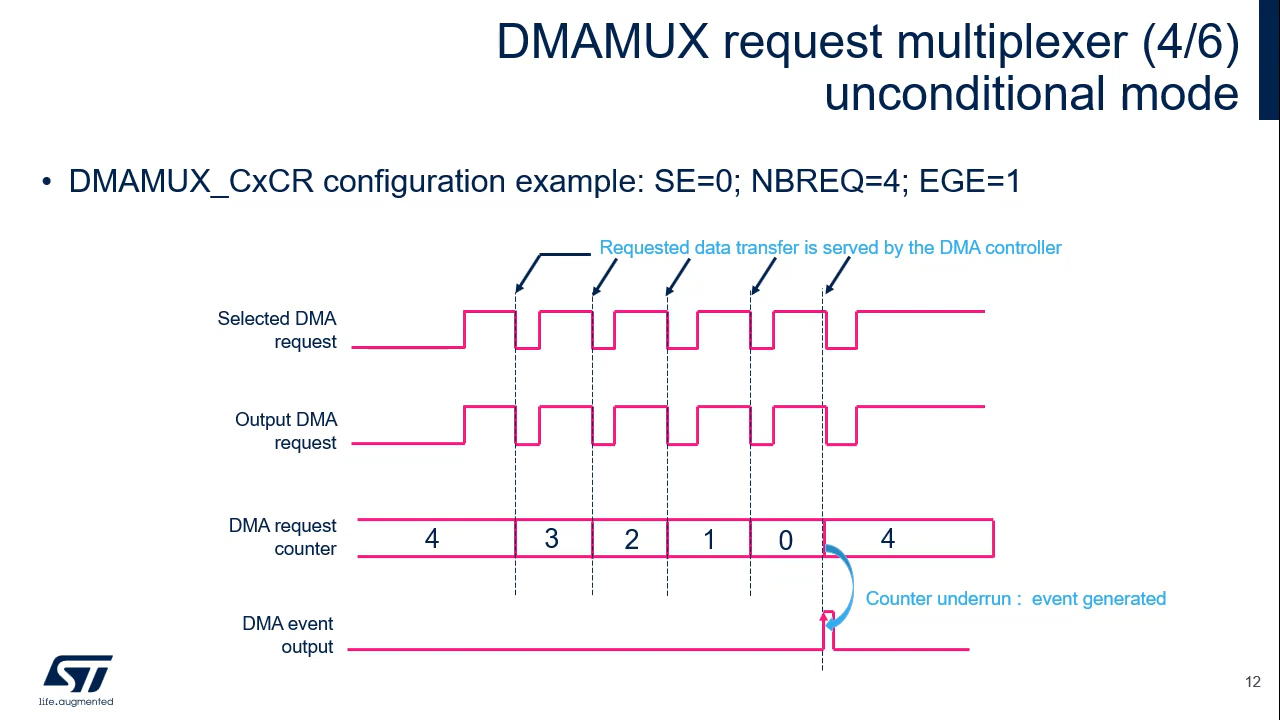 DMAMUX request multiplexer (4/6)
unconditional mode
• DMAMUX_CxCR configuration example: SE=0; NBREQ=4; EGE=1
Requested data transfer is served by the DMA controller
Selected DMA
request
Output DMA
request
DMA request
counter
4 3 2 1 0 4
Counter underrun : event generated
DMA event
output
ST
life.augmented
12